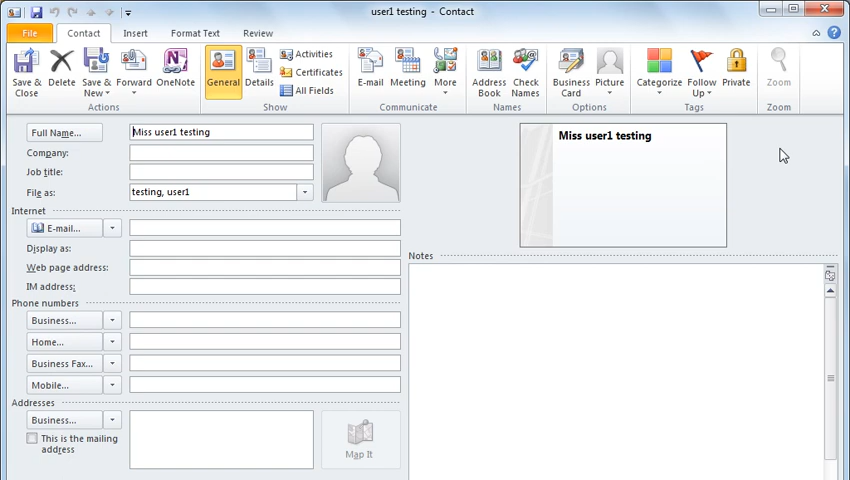 user1 testing - Contact
File
Contact
Insert
Format Text
Review
Save & Close
Delete
Save & New
Forward
OneNote
Actions
General
Details
Activities
Certificates
All Fields
Show
E-mail
Meeting
More
Communicate
Address Book
Check Names
Names
Business Card
Picture
Options
Categorize
Follow Up
Private
Tags
Zoom
Zoom
Full Name...
Miss user1 testing
Company:
Job title:
File as:
testing, user1
Miss user1 testing
Internet
E-mail...
Display as:
Web page address:
IM address:
Notes
Phone numbers
Business...
Home...
Business Fax...
Mobile...
Addresses
Business...
This is the mailing
address
Map It